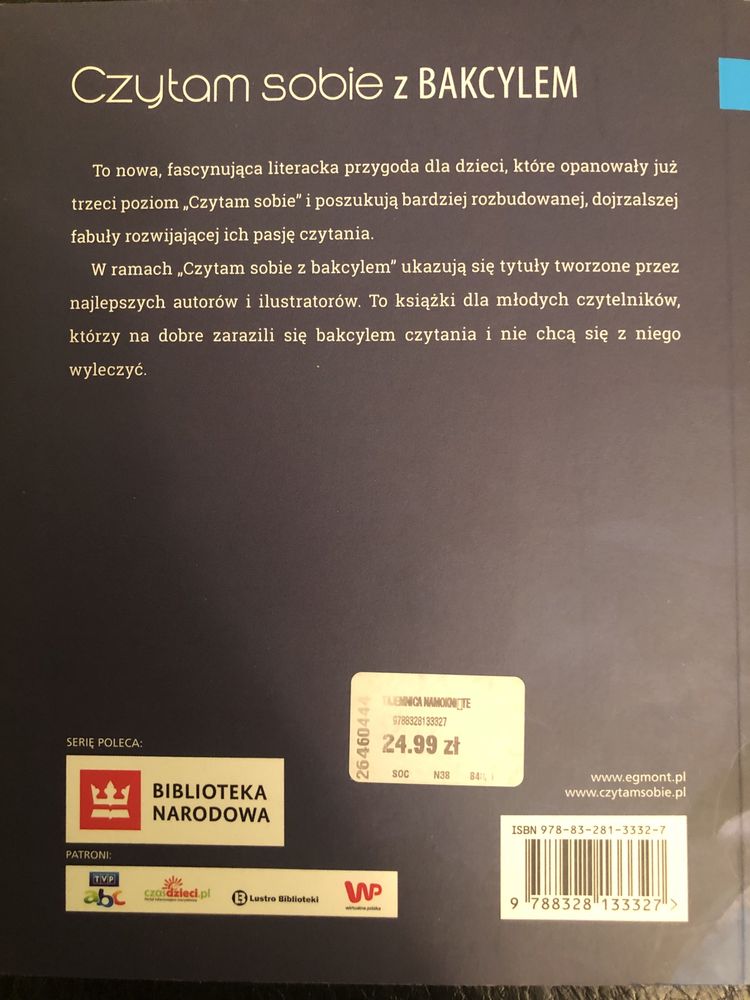 Czytam sobie z BAKCYLEM
To nowa, fascynująca literacka przygoda dla dzieci, które opanowały już
trzeci poziom „Czytam sobie” i poszukują bardziej rozbudowanej, dojrzalszej
fabuły rozwijającej ich pasję czytania.
W ramach „Czytam sobie z bakcylem” ukazują się tytuły tworzone przez
najlepszych autorów i ilustratorów. To książki dla młodych czytelników,
którzy na dobre zarazili się bakcylem czytania i nie chcą się z niego
wyleczyć.
26460444
TAJEMNICA NAMOKNIĘTE
9788328133327
24.99 zł
SOC N38
SERIĘ POLECA:
BIBLIOTEKA
NARODOWA
www.egmont.pl
www.czytamsobie.pl
PATRONI:
TVP
abc
czasdzieci.pl
B Lustro Biblioteki
WP
wirtualna polska
ISBN 978-83-281-3332-7
9 788328 133327 >